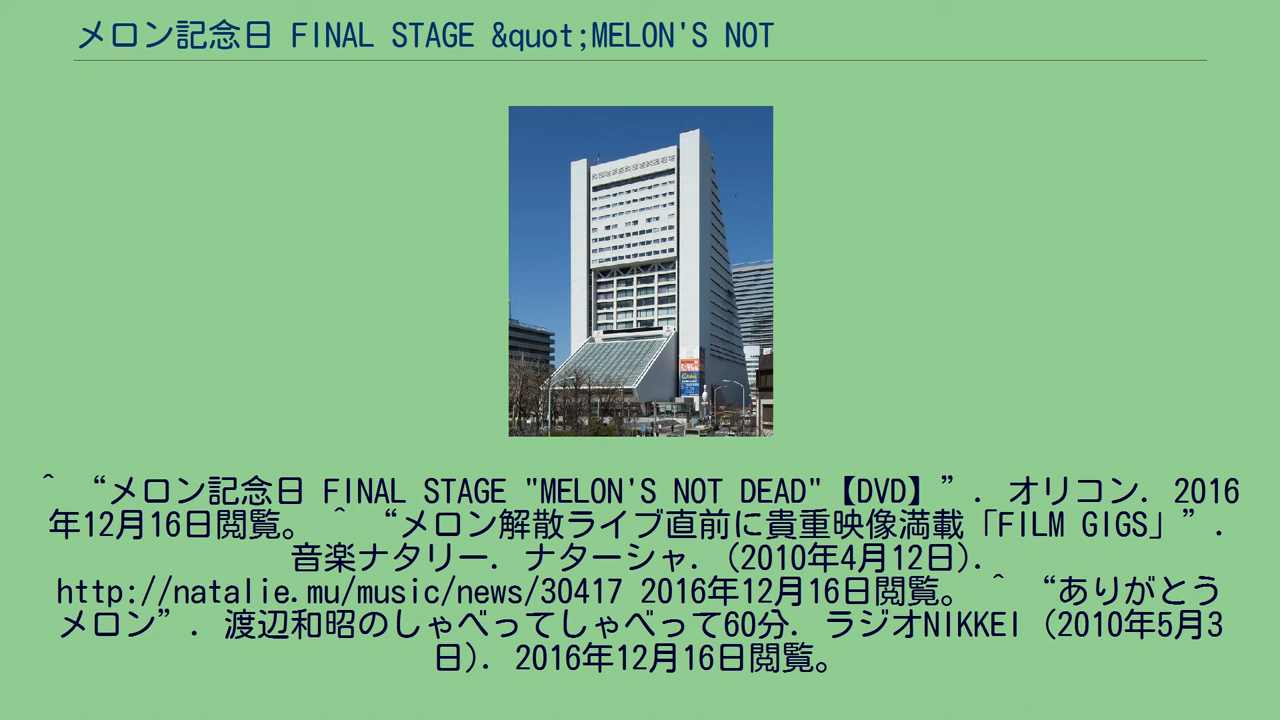 メロン記念日 FINAL STAGE &quot;MELON'S NOT
^ “メロン記念日 FINAL STAGE "MELON'S NOT DEAD"【DVD】”. オリコン. 2016
年12月16日閲覧。 ^ “メロン解散ライブ直前に貴重映像満載「FILM GIGS」”.
音楽ナタリー. ナターシャ. (2010年4月12日).
http://natalie.mu/music/news/30417 2016年12月16日閲覧。 ^ “ありがとう
メロン”. 渡辺和昭のしゃべってしゃべって60分. ラジオNIKKEI (2010年5月3
日). 2016年12月16日閲覧。